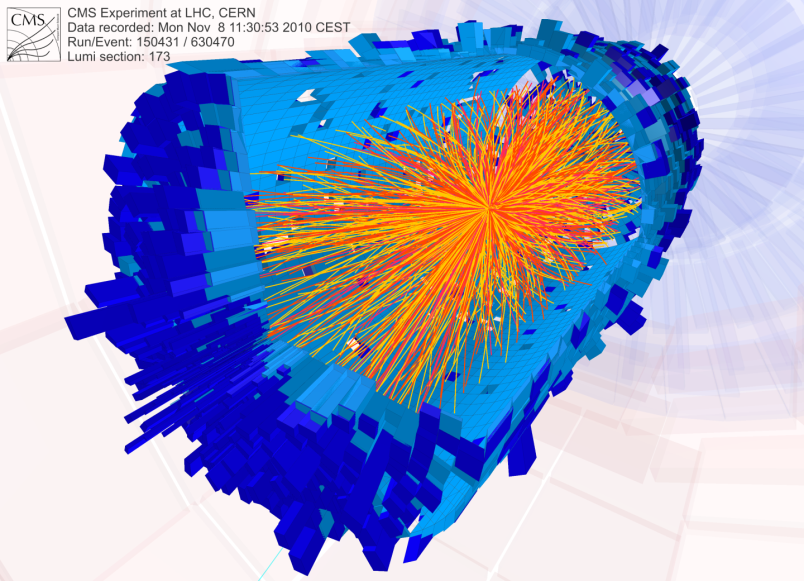 CMS
CMS Experiment at LHC, CERN
Data recorded: Mon Nov 8 11:30:53 2010 CEST
Run/Event: 150431 / 630470
Lumi section: 173